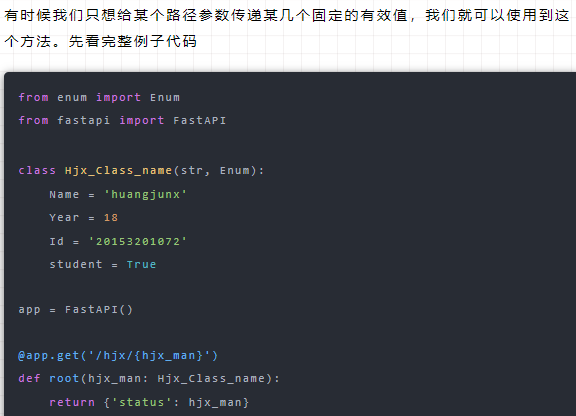 有时候我们只想给某个路径参数传递某几个固定的有效值，我们就可以使用到这
个方法。先看完整例子代码
from enum import Enum
from fastapi import FastAPI
class Hjx_Class_name(str, Enum):
    Name = 'huangjunx'
    Year = 18
    Id = '20153201072'
    student = True
app = FastAPI()
@app.get('/hjx/{hjx_man}')
def root(hjx_man: Hjx_Class_name):
    return {'status': hjx_man}